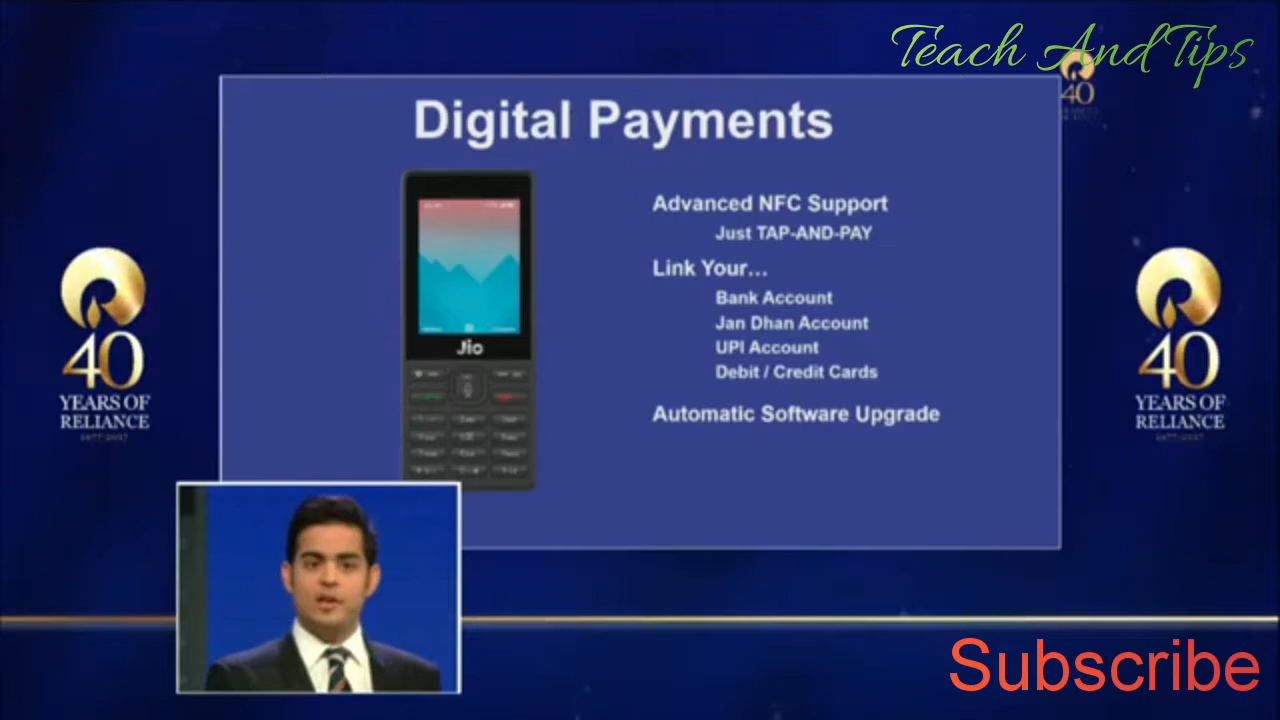 Teach And Tips
40
Digital Payments
Advanced NFC Support
Just TAP-AND-PAY
Link Your...
Bank Account
Jan Dhan Account
UPI Account
Debit / Credit Cards
Automatic Software Upgrade
Jio
40
YEARS OF
RELIANCE
40
YEARS OF
RELIANCE
Subscribe